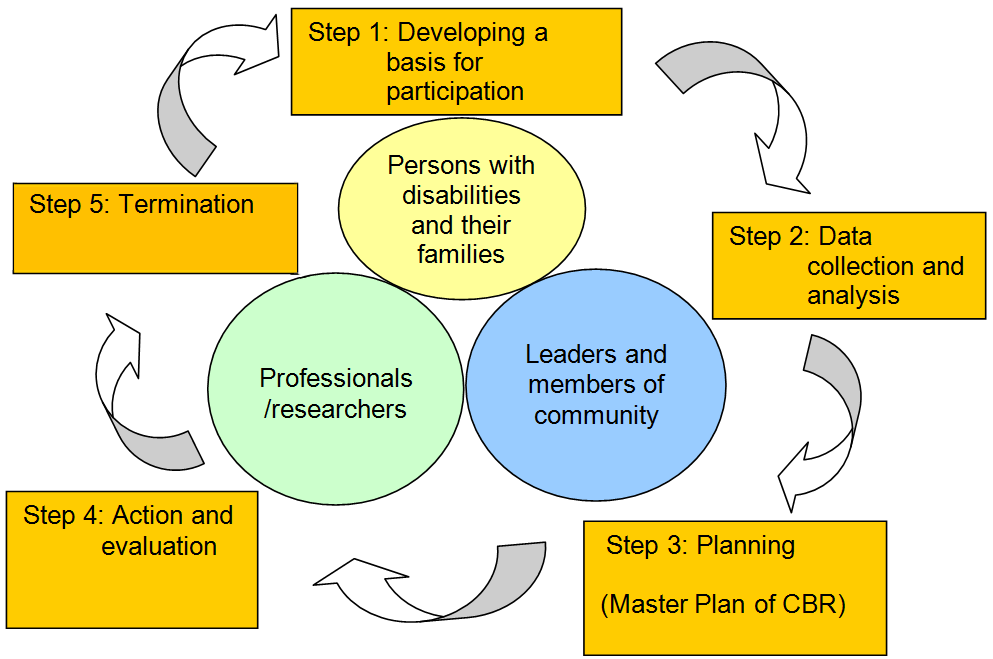 Step 1: Developing a
basis for
participation
Persons with
disabilities
and their
families
Step 5: Termination
Step 2: Data
collection and
analysis
Professionals
/researchers
Leaders and
members of
community
Step 4: Action and
evaluation
Step 3: Planning
(Master Plan of CBR)